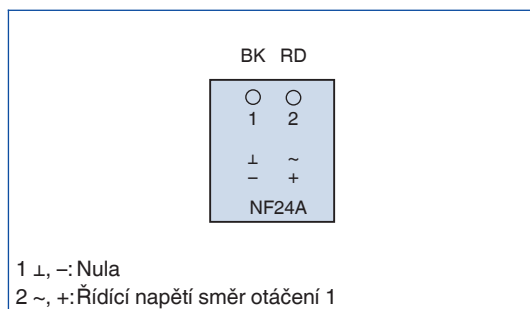 BK RD
1 2
⊥ ~
– +
NF24A
1 ⊥, –: Nula
2 ~, +: Řídící napětí směr otáčení 1